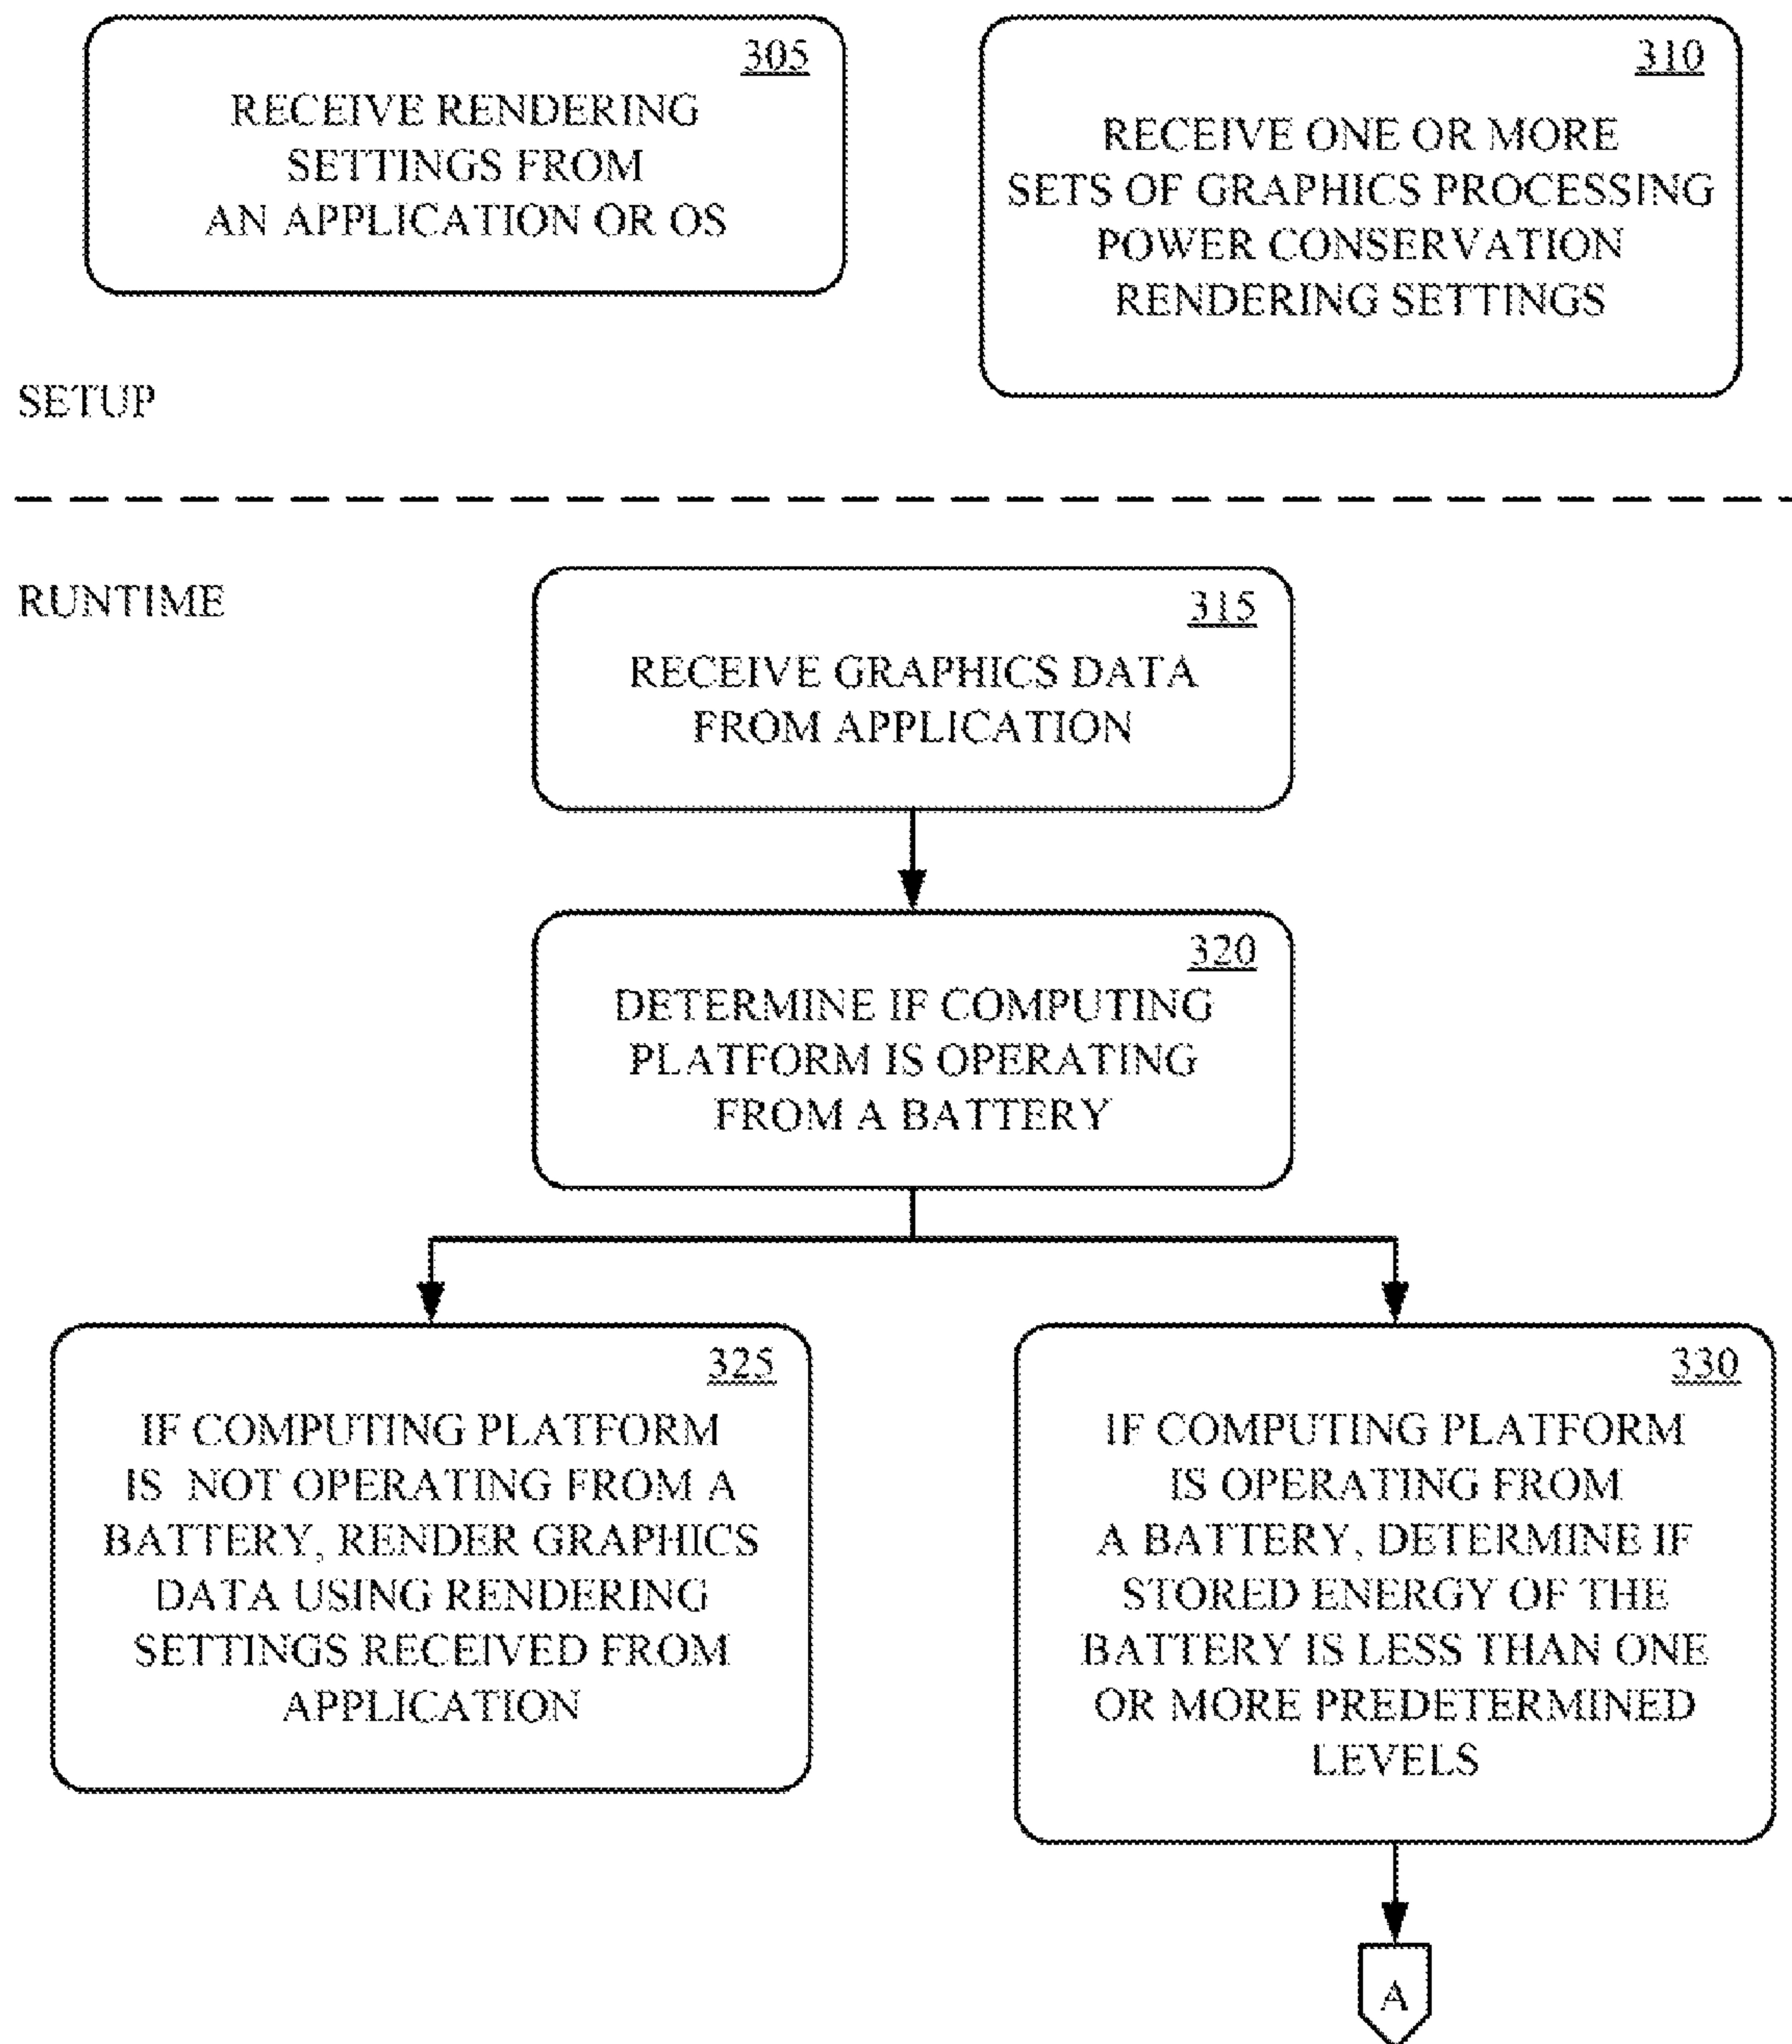 305
RECEIVE RENDERING
SETTINGS FROM
AN APPLICATION OR OS
310
RECEIVE ONE OR MORE
SETS OF GRAPHICS PROCESSING
POWER CONSERVATION
RENDERING SETTINGS
SETUP
RUNTIME
315
RECEIVE GRAPHICS DATA
FROM APPLICATION
320
DETERMINE IF COMPUTING
PLATFORM IS OPERATING
FROM A BATTERY
325
IF COMPUTING PLATFORM
IS NOT OPERATING FROM A
BATTERY, RENDER GRAPHICS
DATA USING RENDERING
SETTINGS RECEIVED FROM
APPLICATION
330
IF COMPUTING PLATFORM
IS OPERATING FROM
A BATTERY, DETERMINE IF
STORED ENERGY OF THE
BATTERY IS LESS THAN ONE
OR MORE PREDETERMINED
LEVELS
A